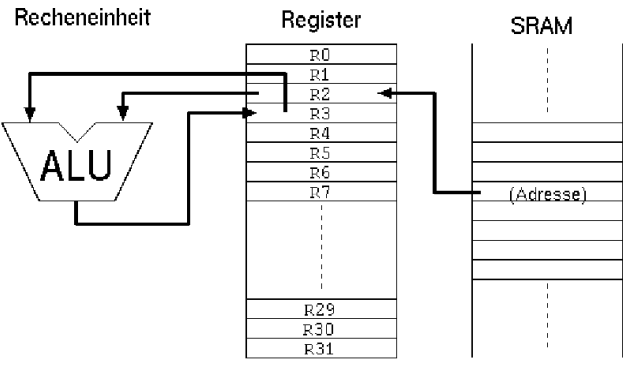 Recheneinheit
Register
SRAM
R0
R1
R2
R3
R4
R5
R6
R7
ALU
(Adresse)
R29
R30
R31